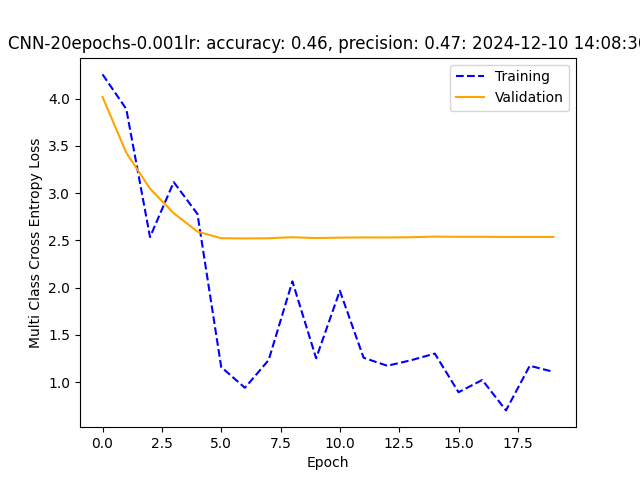 CNN-20epochs-0.001lr: accuracy: 0.46, precision: 0.47: 2024-12-10 14:08:3
Training
Validation
Multi Class Cross Entropy Loss
4.0
3.5
3.0
2.5
2.0
1.5
1.0
0.0 2.5 5.0 7.5 10.0 12.5 15.0 17.5
Epoch